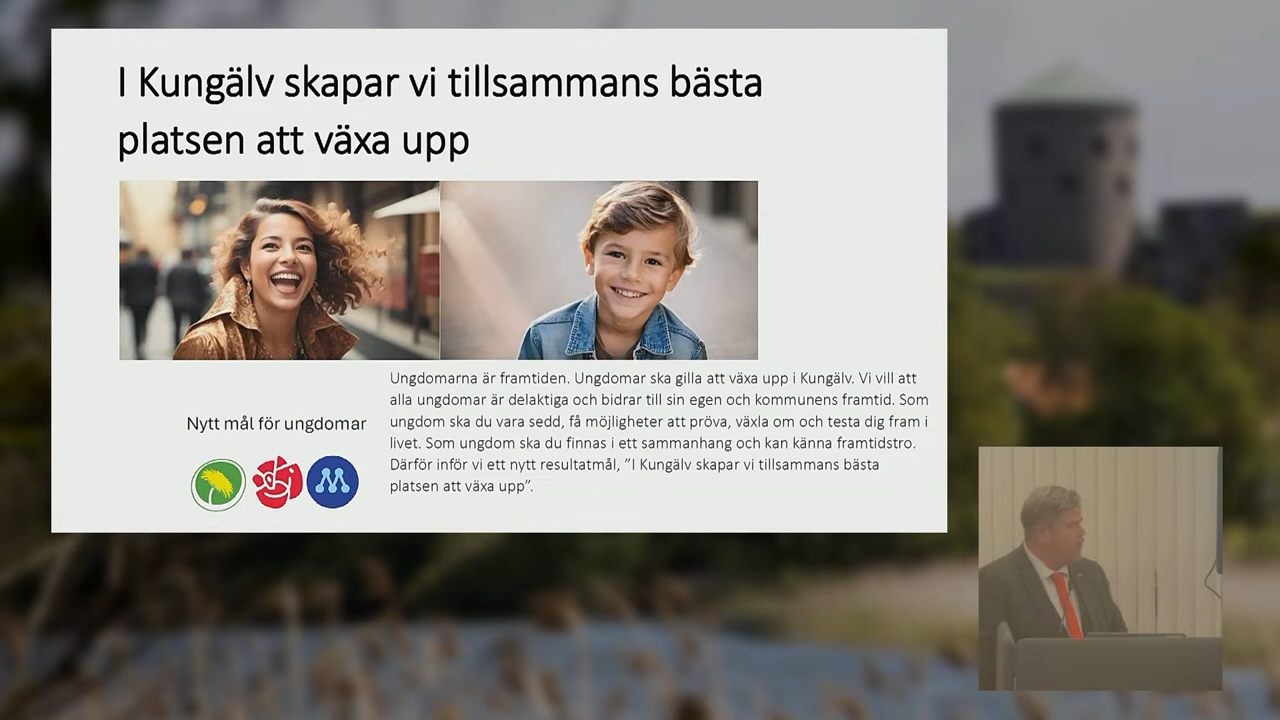 I Kungälv skapar vi tillsammans bästa
platsen att växa upp
Nytt mål för ungdomar
Ungdomarna är framtiden. Ungdomar ska gilla att växa upp i Kungälv. Vi vill att
alla ungdomar är delaktiga och bidrar till sin egen och kommunens framtid. Som
ungdom ska du vara sedd, få möjligheter att pröva, växla om och testa dig fram i
livet. Som ungdom ska du finnas i ett sammanhang och kan känna framtidstro.
Därför inför vi ett nytt resultatmål, ”I Kungälv skapar vi tillsammans bästa
platsen att växa upp”.